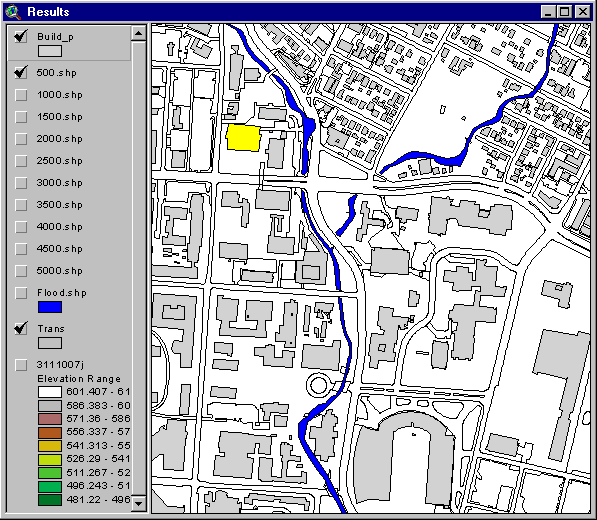 Results
Build_p
500.shp
1000.shp
1500.shp
2000.shp
2500.shp
3000.shp
3500.shp
4000.shp
4500.shp
5000.shp
Flood.shp
Trans
3111007j
Elevation Range
601.407 - 61
586.383 - 60
571.36 - 586
556.337 - 57
541.313 - 55
526.29 - 541
511.267 - 52
496.243 - 51
481.22 - 496